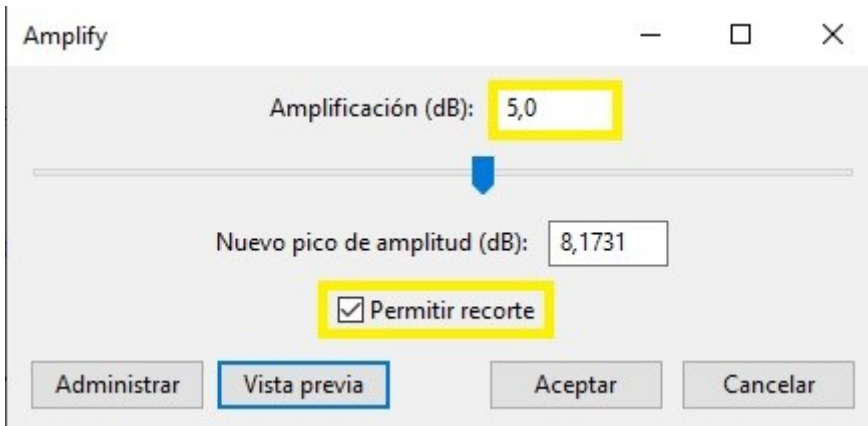 Amplify
Amplificación (dB): 5,0
Nuevo pico de amplitud (dB): 8,1731
Permitir recorte
Administrar Vista previa Aceptar Cancelar